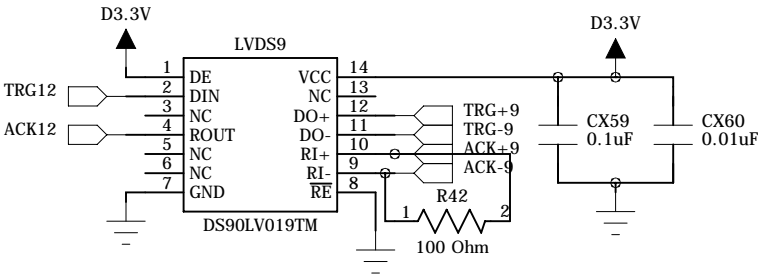 D3.3V
D3.3V
LVDS9
1 DE VCC 14
TRG12 2 DIN NC 13
3 NC DO+ 12 TRG+9
ACK12 4 ROUT DO- 11 TRG-9
5 NC RI+ 10 ACK+9
6 NC RI- 9 ACK-9
7 GND RE 8
CX59
0.1uF
CX60
0.01uF
R42
1 2
DS90LV019TM
100 Ohm